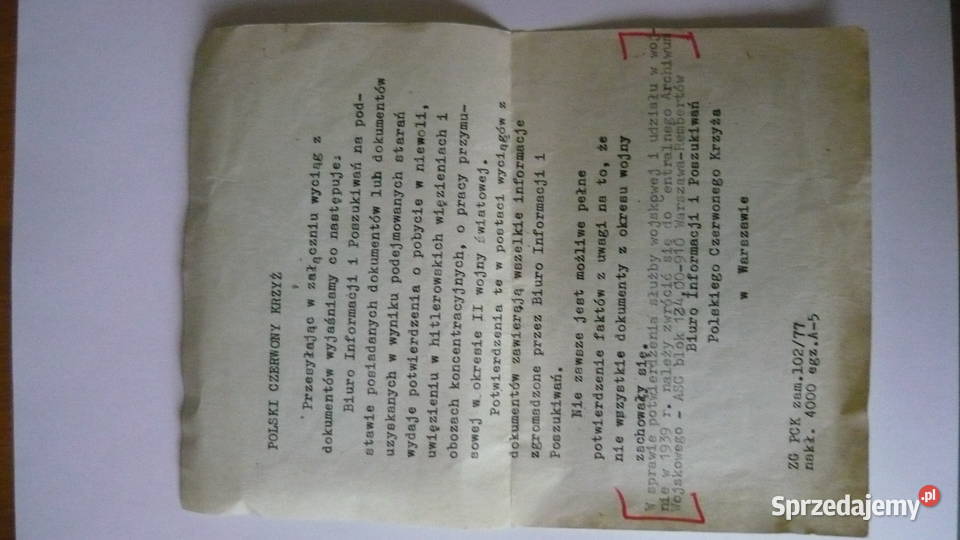 POLSKI CZERWONY KRZYŻ
Przesyłając w załączniu wyciąg z
dokumentów wyjaśniamy co następuje:
Biuro Informacji i Poszukiwań na pod-
stawie posiadanych dokumentów lub dokumentów
uzyskanych w wyniku podejmowanych starań
wydaje potwierdzenia o pobycie w niewoli,
uwięzieniu w hitlerowskich więzieniach i
obozach koncentracyjnych, o pracy przymu-
sowej w okresie II wojny światowej.
Potwierdzenia te w postaci wyciągów z
dokumentów zawierają wszelkie informacje
zgromadzone przez Biuro Informacji i
Poszukiwań.
Nie zawsze jest możliwe pełne
potwierdzenie faktów z uwagi na to, że
nie wszystkie dokumenty z okresu wojny
zachowały się.
W sprawie potwierdzenia służby wojskowej i udziału w woj-
nie w 1939 r. należy zwrócić się do Centralnego Archiwum
Wojskowego - ASG blok 124,00-910 Warszawa-Rembertów
Biuro Informacji i Poszukiwań
Polskiego Czerwonego Krzyża
w Warszawie
ZG PCK zam.102/77
nakł. 4000 egz.A-5
Sprzedajemy.pl